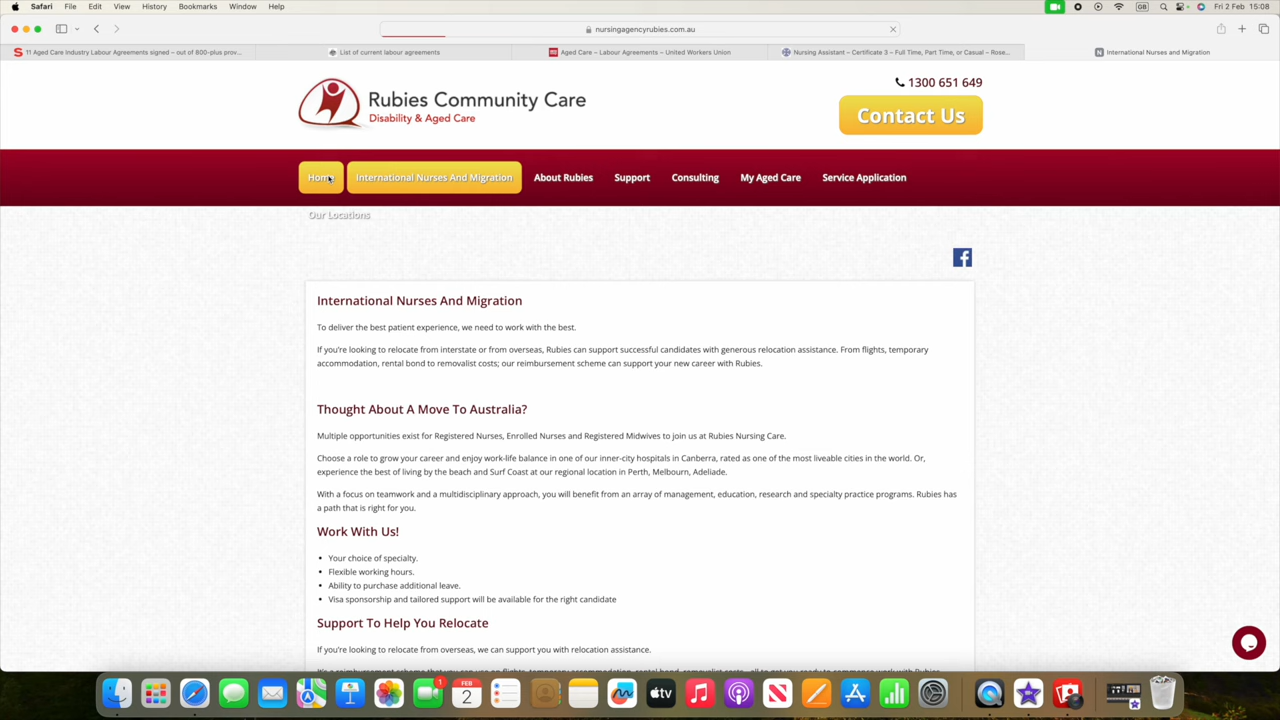 Safari File Edit View History Bookmarks Window Help GB Fri 2 Feb 15:08
nursingagencyrubies.com.au
11 Aged Care Industry Labour Agreements signed – out of 800-plus prov... List of current labour agreements Aged Care – Labour Agreements – United Workers Union Nursing Assistant – Certificate 3 – Full Time, Part Time, or Casual – Rose... International Nurses and Migration
1300 651 649
Rubies Community Care
Disability & Aged Care
Contact Us
Home International Nurses And Migration About Rubies Support Consulting My Aged Care Service Application
Our Locations
International Nurses And Migration
To deliver the best patient experience, we need to work with the best.
If you're looking to relocate from interstate or from overseas, Rubies can support successful candidates with generous relocation assistance. From flights, temporary
accommodation, rental bond to removalist costs; our reimbursement scheme can support your new career with Rubies.
Thought About A Move To Australia?
Multiple opportunities exist for Registered Nurses, Enrolled Nurses and Registered Midwives to join us at Rubies Nursing Care.
Choose a role to grow your career and enjoy work-life balance in one of our inner-city hospitals in Canberra, rated as one of the most liveable cities in the world. Or,
experience the best of living by the beach and Surf Coast at our regional location in Perth, Melbourn, Adeliade.
With a focus on teamwork and a multidisciplinary approach, you will benefit from an array of management, education, research and specialty practice programs. Rubies has
a path that is right for you.
Work With Us!
• Your choice of specialty.
• Flexible working hours.
• Ability to purchase additional leave.
• Visa sponsorship and tailored support will be available for the right candidate
Support To Help You Relocate
If you're looking to relocate from overseas, we can support you with relocation assistance.
1 FEB 2 tv